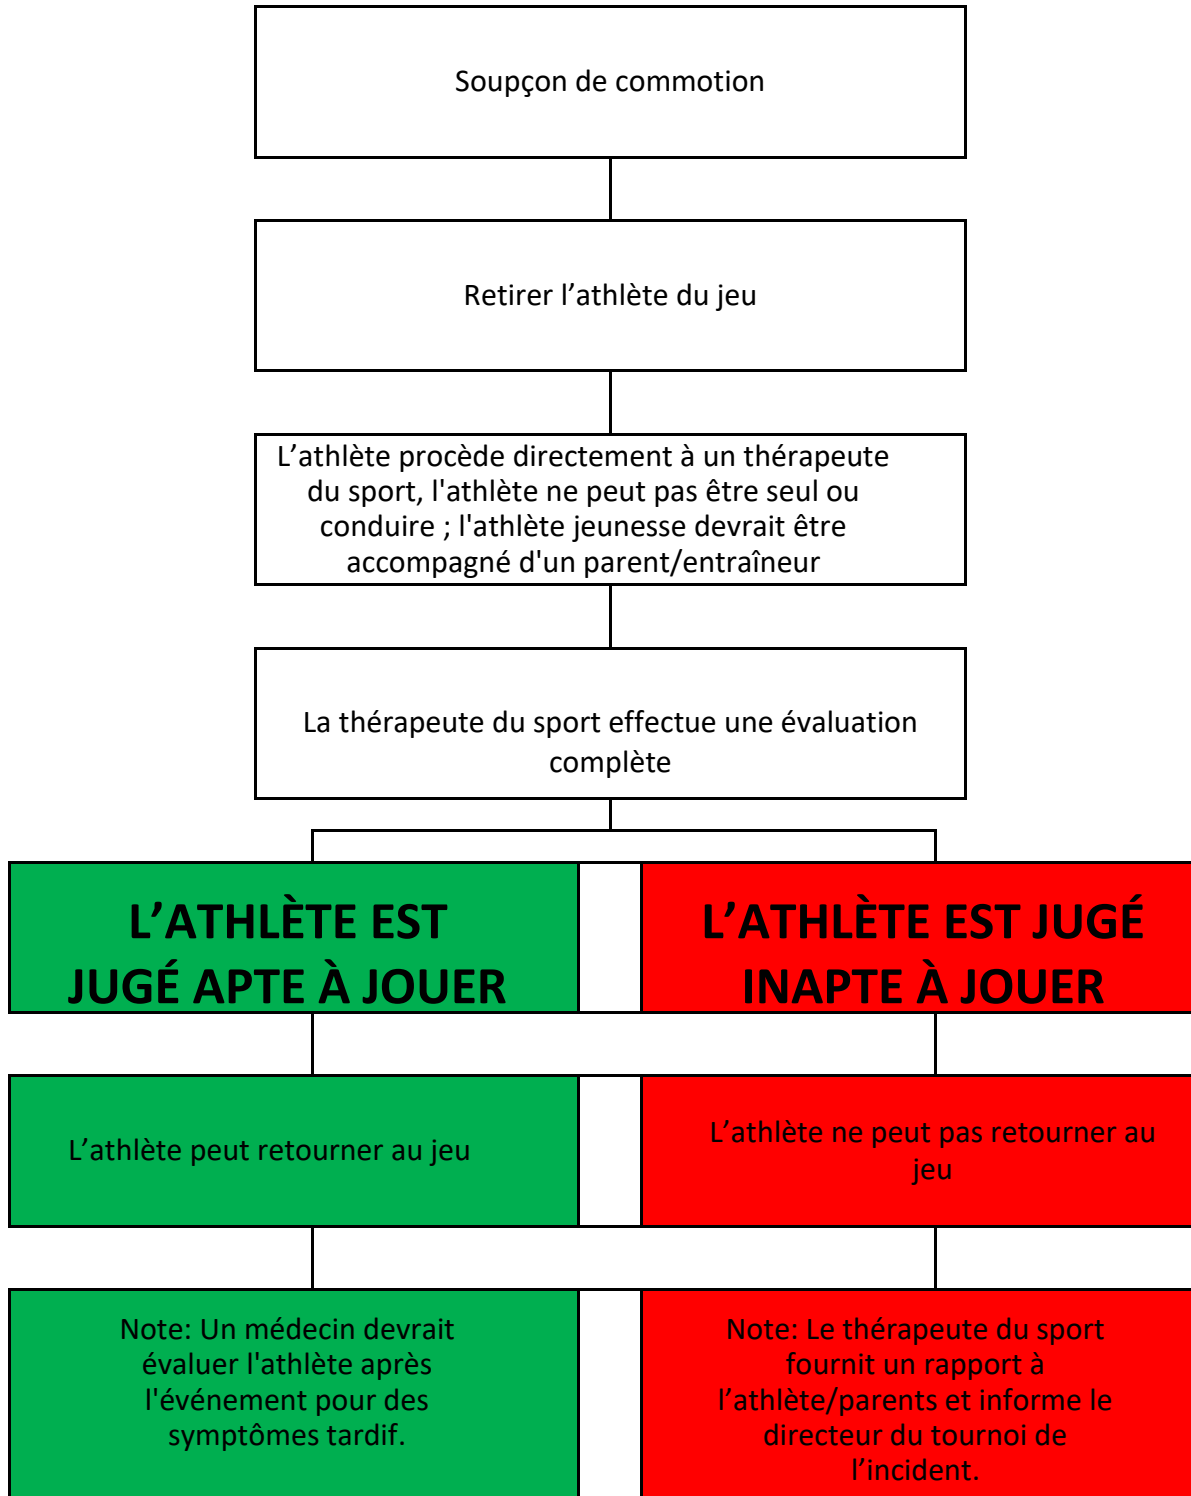 Soupçon de commotion
Retirer l’athlète du jeu
L’athlète procède directement à un thérapeute
du sport, l'athlète ne peut pas être seul ou
conduire ; l'athlète jeunesse devrait être
accompagné d'un parent/entraîneur
La thérapeute du sport effectue une évaluation
complète
L’ATHLÈTE EST
JUGÉ APTE À JOUER
L’ATHLÈTE EST JUGÉ
INAPTE À JOUER
L’athlète peut retourner au jeu
L’athlète ne peut pas retourner au
jeu
Note: Un médecin devrait
évaluer l'athlète après
l'événement pour des
symptômes tardif.
Note: Le thérapeute du sport
fournit un rapport à
l’athlète/parents et informe le
directeur du tournoi de
l’incident.